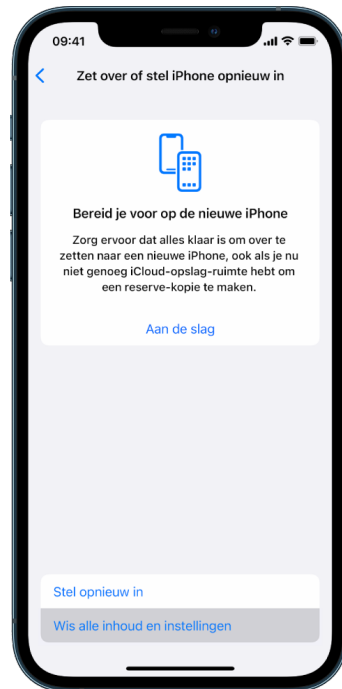 09:41
Zet over of stel iPhone opnieuw in
Bereid je voor op de nieuwe iPhone
Zorg ervoor dat alles klaar is om over te
zetten naar een nieuwe iPhone, ook als je nu
niet genoeg iCloud-opslag-ruimte hebt om
een reserve-kopie te maken.
Aan de slag
Stel opnieuw in
Wis alle inhoud en instellingen